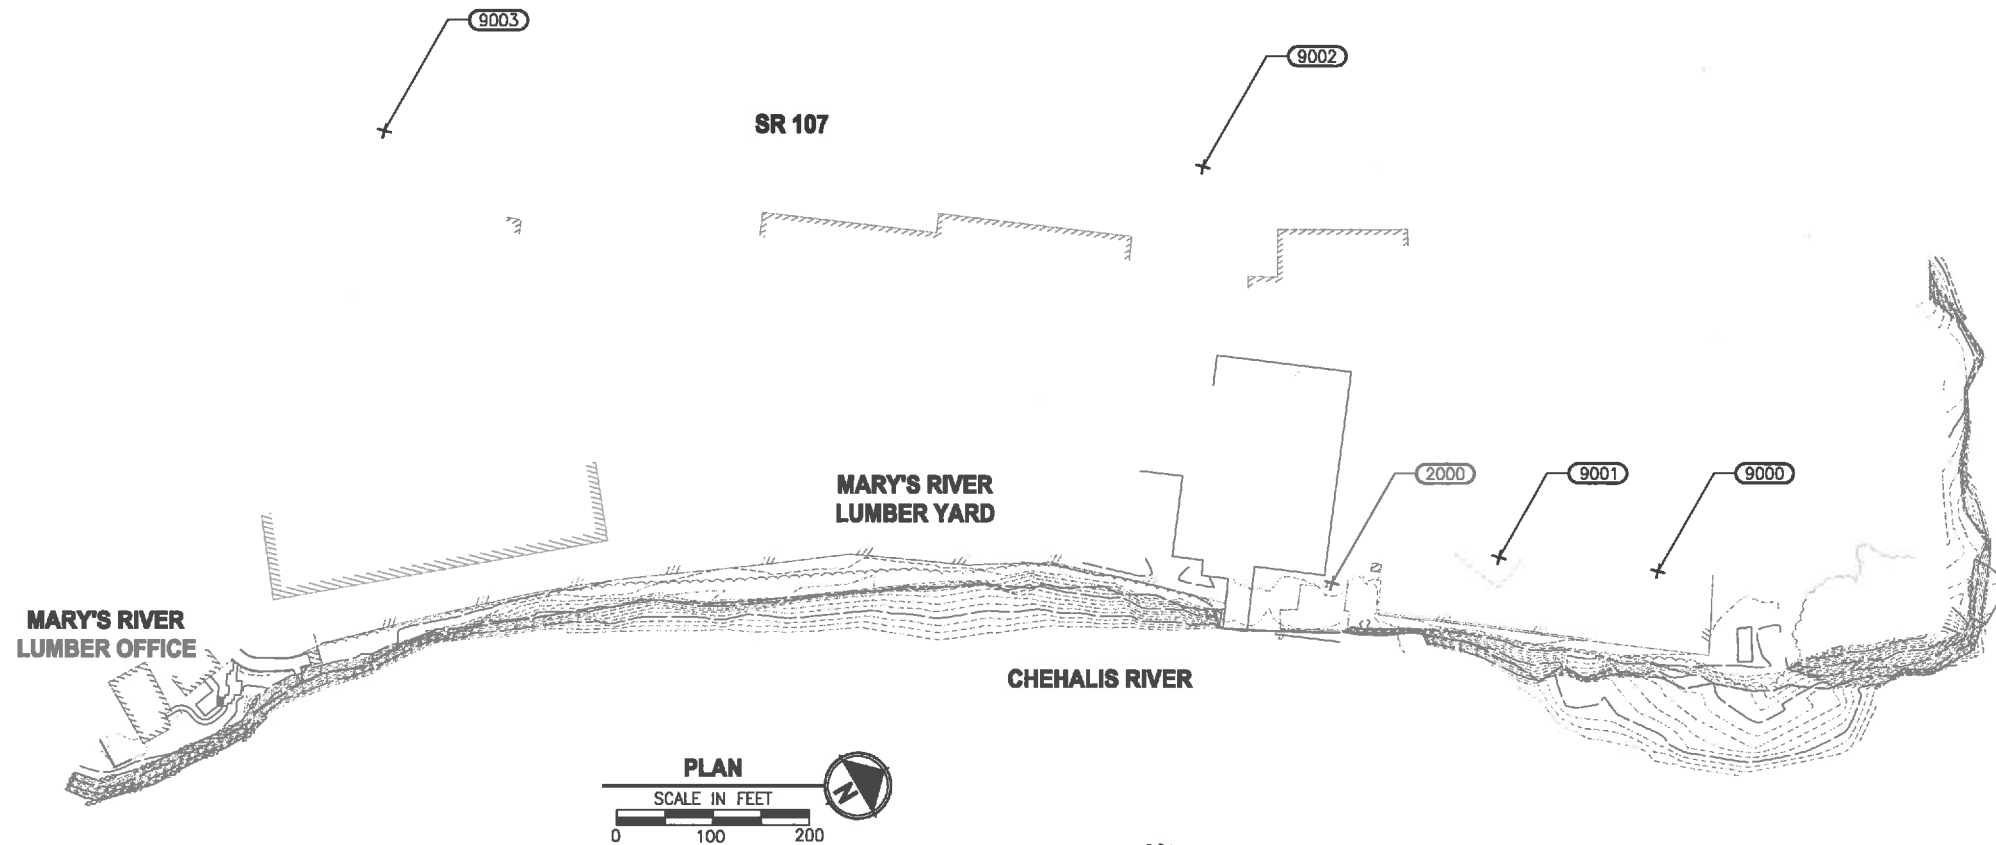 9003
9002
SR 107
MARY'S RIVER
LUMBER YARD
2000
9001
9000
MARY'S RIVER
LUMBER OFFICE
CHEHALIS RIVER
PLAN
SCALE IN FEET
N
0 100 200